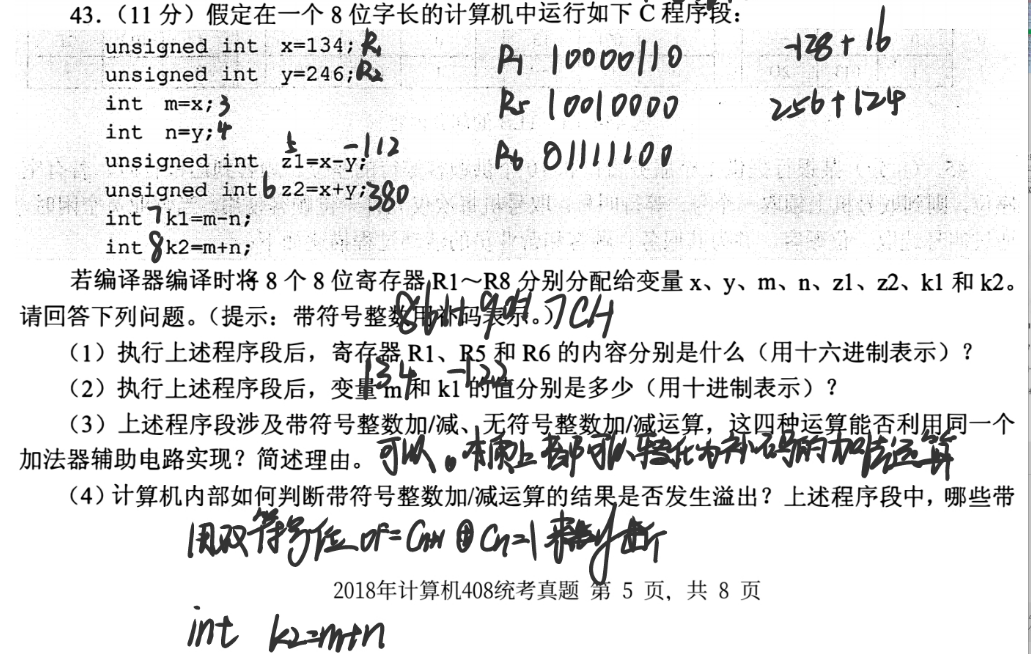 43.（11 分）假定在一个 8 位字长的计算机中运行如下 C 程序段：
unsigned int x=134; R₁
unsigned int y=246; R₂
int m=x; 3
int n=y; 4
unsigned int z1=x-y; 5 -112
unsigned int z2=x+y; 6 380
int k1=m-n; 7
int k2=m+n; 8
R₁ 10000110
R₅ 10010000
R₆ 01111100
-128+16
256+124
若编译器编译时将 8 个 8 位寄存器 R1～R8 分别分配给变量 x、y、m、n、z1、z2、k1 和 k2。
请回答下列问题。（提示：带符号整数用补码表示。）
86H 90H 7CH
（1）执行上述程序段后，寄存器 R1、R5 和 R6 的内容分别是什么（用十六进制表示）？
134 -122
（2）执行上述程序段后，变量 m 和 k1 的值分别是多少（用十进制表示）？
（3）上述程序段涉及带符号整数加/减、无符号整数加/减运算，这四种运算能否利用同一个
加法器辅助电路实现？简述理由。
可以。本质上都可以转化为补码的加法运算
（4）计算机内部如何判断带符号整数加/减运算的结果是否发生溢出？上述程序段中，哪些带
用双符号位 OF=Cn+1⊕Cn=1 来判断
2018年计算机408统考真题 第 5 页，共 8 页
int k2=m+n